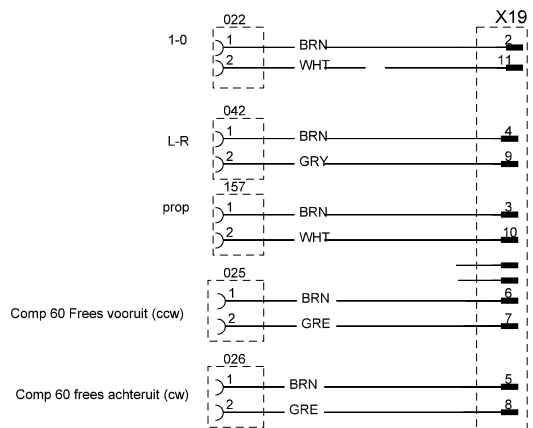 X19
022
1-0
1 BRN 2
2 WHT 11
042
L-R
1 BRN 4
2 GRY 9
157
prop
1 BRN 3
2 WHT 10
025
1 BRN 6
Comp 60 Frees vooruit (ccw)
2 GRE 7
026
1 BRN 5
Comp 60 frees achteruit (cw)
2 GRE 8